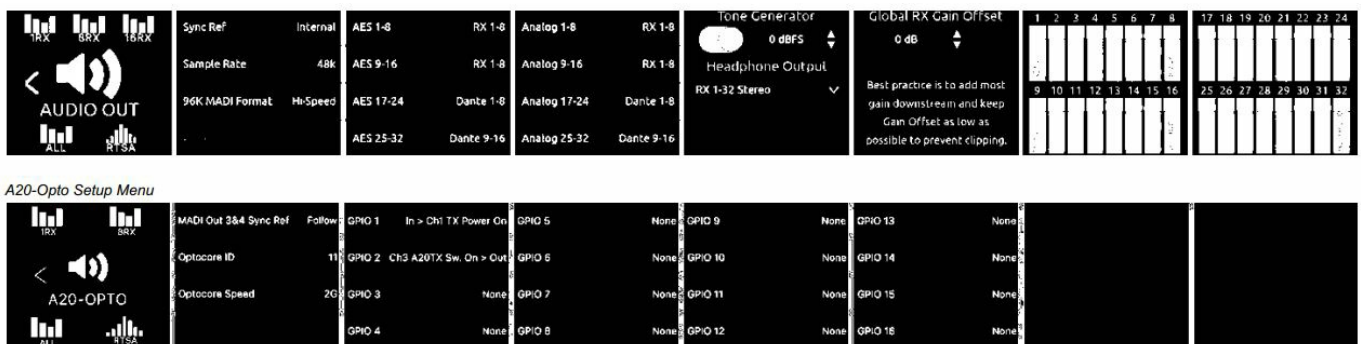 1RX 8RX 16RX
AUDIO OUT
ALL RTSA
Sync Ref Internal
Sample Rate 48k
96K MADI Format Hi-Speed
AES 1-8 RX 1-8
AES 9-16 RX 1-8
AES 17-24 Dante 1-8
AES 25-32 Dante 9-16
Analog 1-8 RX 1-8
Analog 9-16 RX 1-8
Analog 17-24 Dante 1-8
Analog 25-32 Dante 9-16
Tone Generator
0 dBFS
Headphone Output
RX 1-32 Stereo
Global RX Gain Offset
0 dB
Best practice is to add most
gain downstream and keep
Gain Offset as low as
possible to prevent clipping.
1 2 3 4 5 6 7 8
9 10 11 12 13 14 15 16
17 18 19 20 21 22 23 24
25 26 27 28 29 30 31 32
A20-Opto Setup Menu
1RX 8RX
A20-OPTO
ALL RTSA
MADI Out 3&4 Sync Ref Follow
Optocore ID 11
Optocore Speed 2G
GPIO 1 In > Ch1 TX Power On
GPIO 2 Ch3 A20TX Sw. On > Out
GPIO 3 None
GPIO 4 None
GPIO 5 None
GPIO 6 None
GPIO 7 None
GPIO 8 None
GPIO 9 None
GPIO 10 None
GPIO 11 None
GPIO 12 None
GPIO 13 None
GPIO 14 None
GPIO 15 None
GPIO 16 None